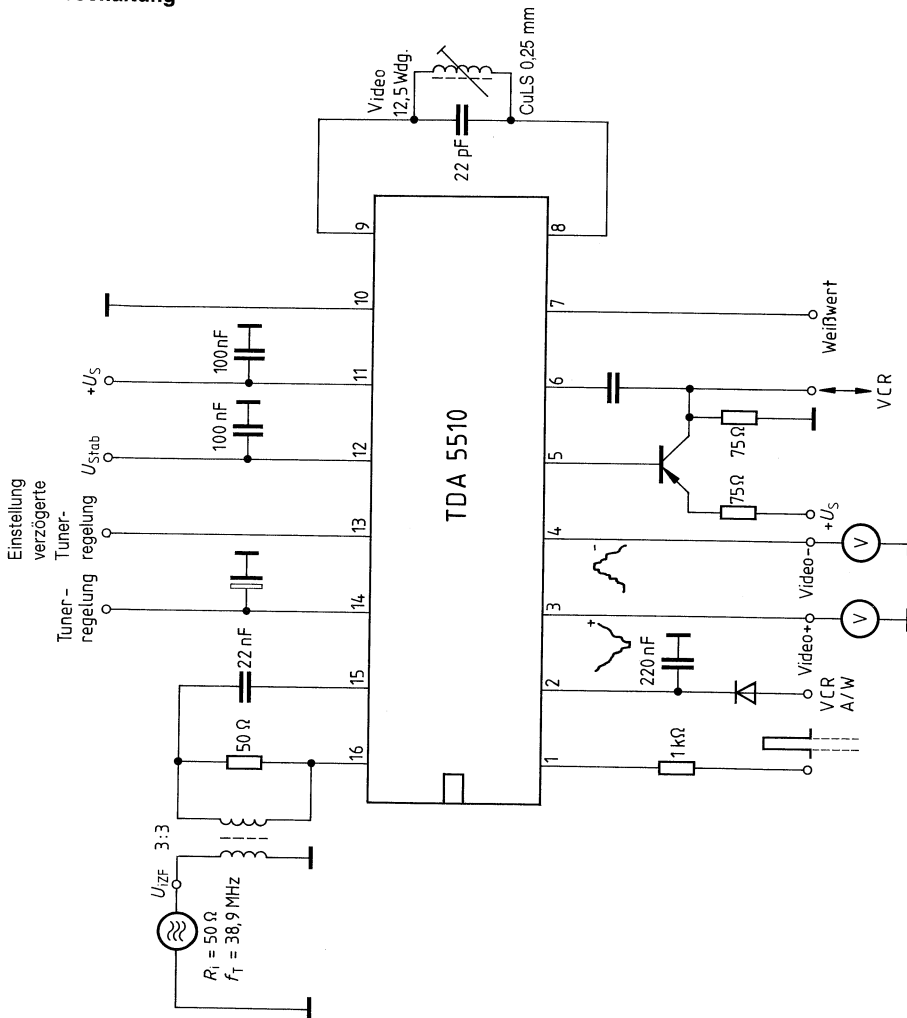 Einstellung
verzögerte
Tuner-
regelung
Tuner-
regelung
U_Stab
+U_S
U_iZF 3:3
R_i = 50 Ω
f_T = 38,9 MHz
50 Ω
22 nF
100 nF
100 nF
Video
12,5 Wdg.
22 pF
CuLS 0,25 mm
16
15
14
13
12
11
10
9
TDA 5510
1
2
3
4
5
6
7
8
1 kΩ
220 nF
+
-
75 Ω
75 Ω
VCR
A/W
Video+
Video-
+U_S
VCR
Weißwert
V
V